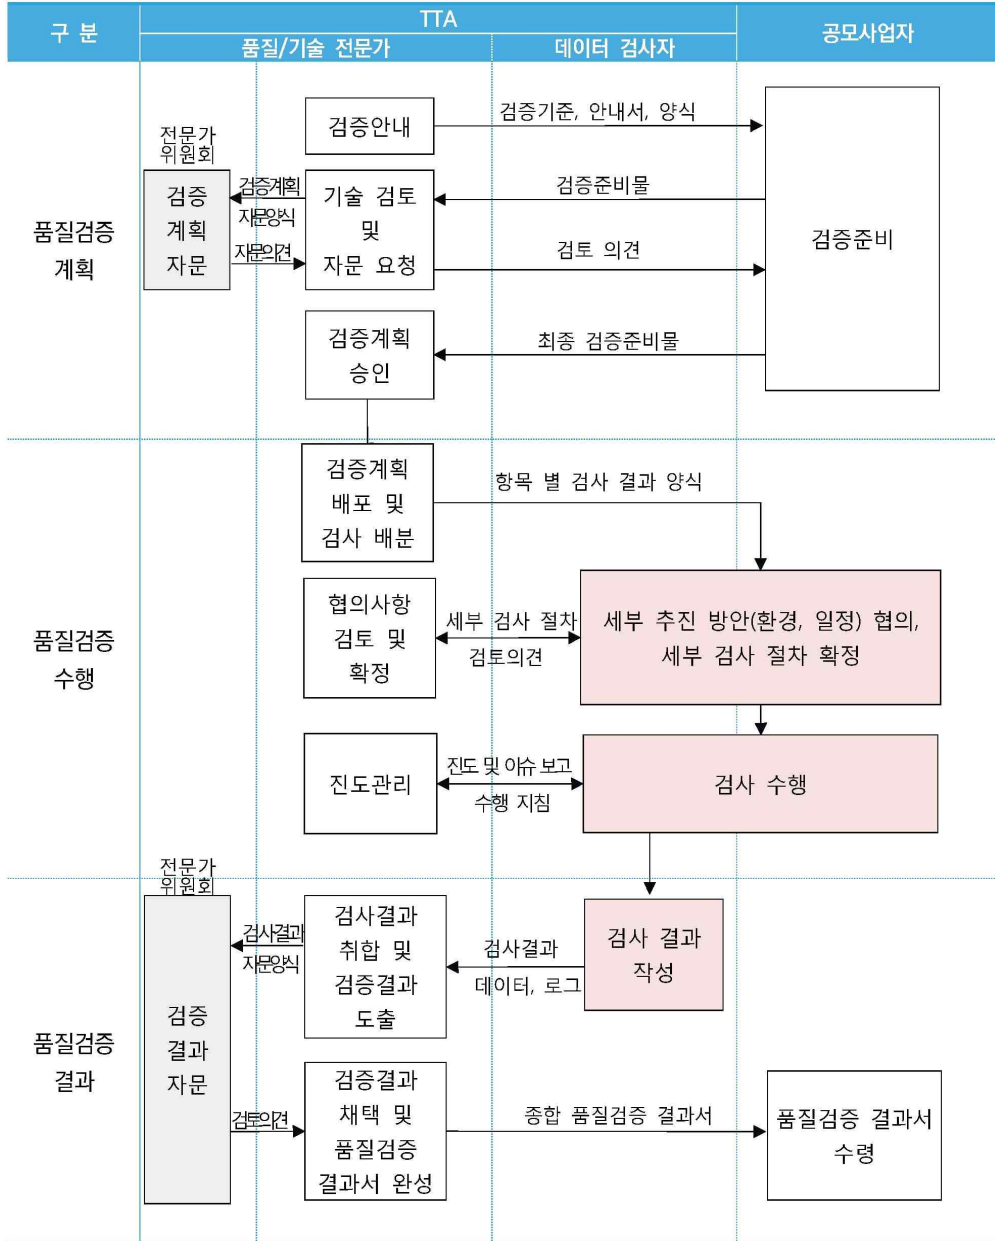 구 분
TTA
공모사업자
품질/기술 전문가
데이터 검사자
품질검증
계획
전문가
위원회
검증
계획
자문
검증계획
자문양식
자문의견
검증안내
기술 검토
및
자문 요청
검증계획
승인
검증기준, 안내서, 양식
검증준비물
검토 의견
최종 검증준비물
검증준비
품질검증
수행
검증계획
배포 및
검사 배분
항목 별 검사 결과 양식
협의사항
검토 및
확정
세부 검사 절차
검토의견
세부 추진 방안(환경, 일정) 협의,
세부 검사 절차 확정
진도관리
진도 및 이슈 보고
수행 지침
검사 수행
품질검증
결과
전문가
위원회
검증
결과
자문
검사결과
자문양식
검토의견
검사결과
취합 및
검증결과
도출
검사결과
데이터, 로그
검사 결과
작성
검증결과
채택 및
품질검증
결과서 완성
종합 품질검증 결과서
품질검증 결과서
수령